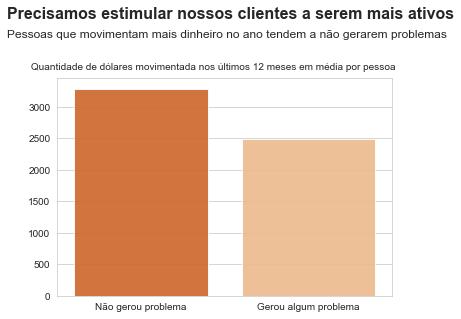 Precisamos estimular nossos clientes a serem mais ativos
Pessoas que movimentam mais dinheiro no ano tendem a não gerarem problemas
Quantidade de dólares movimentada nos últimos 12 meses em média por pessoa
3000
2500
2000
1500
1000
500
0
Não gerou problema
Gerou algum problema